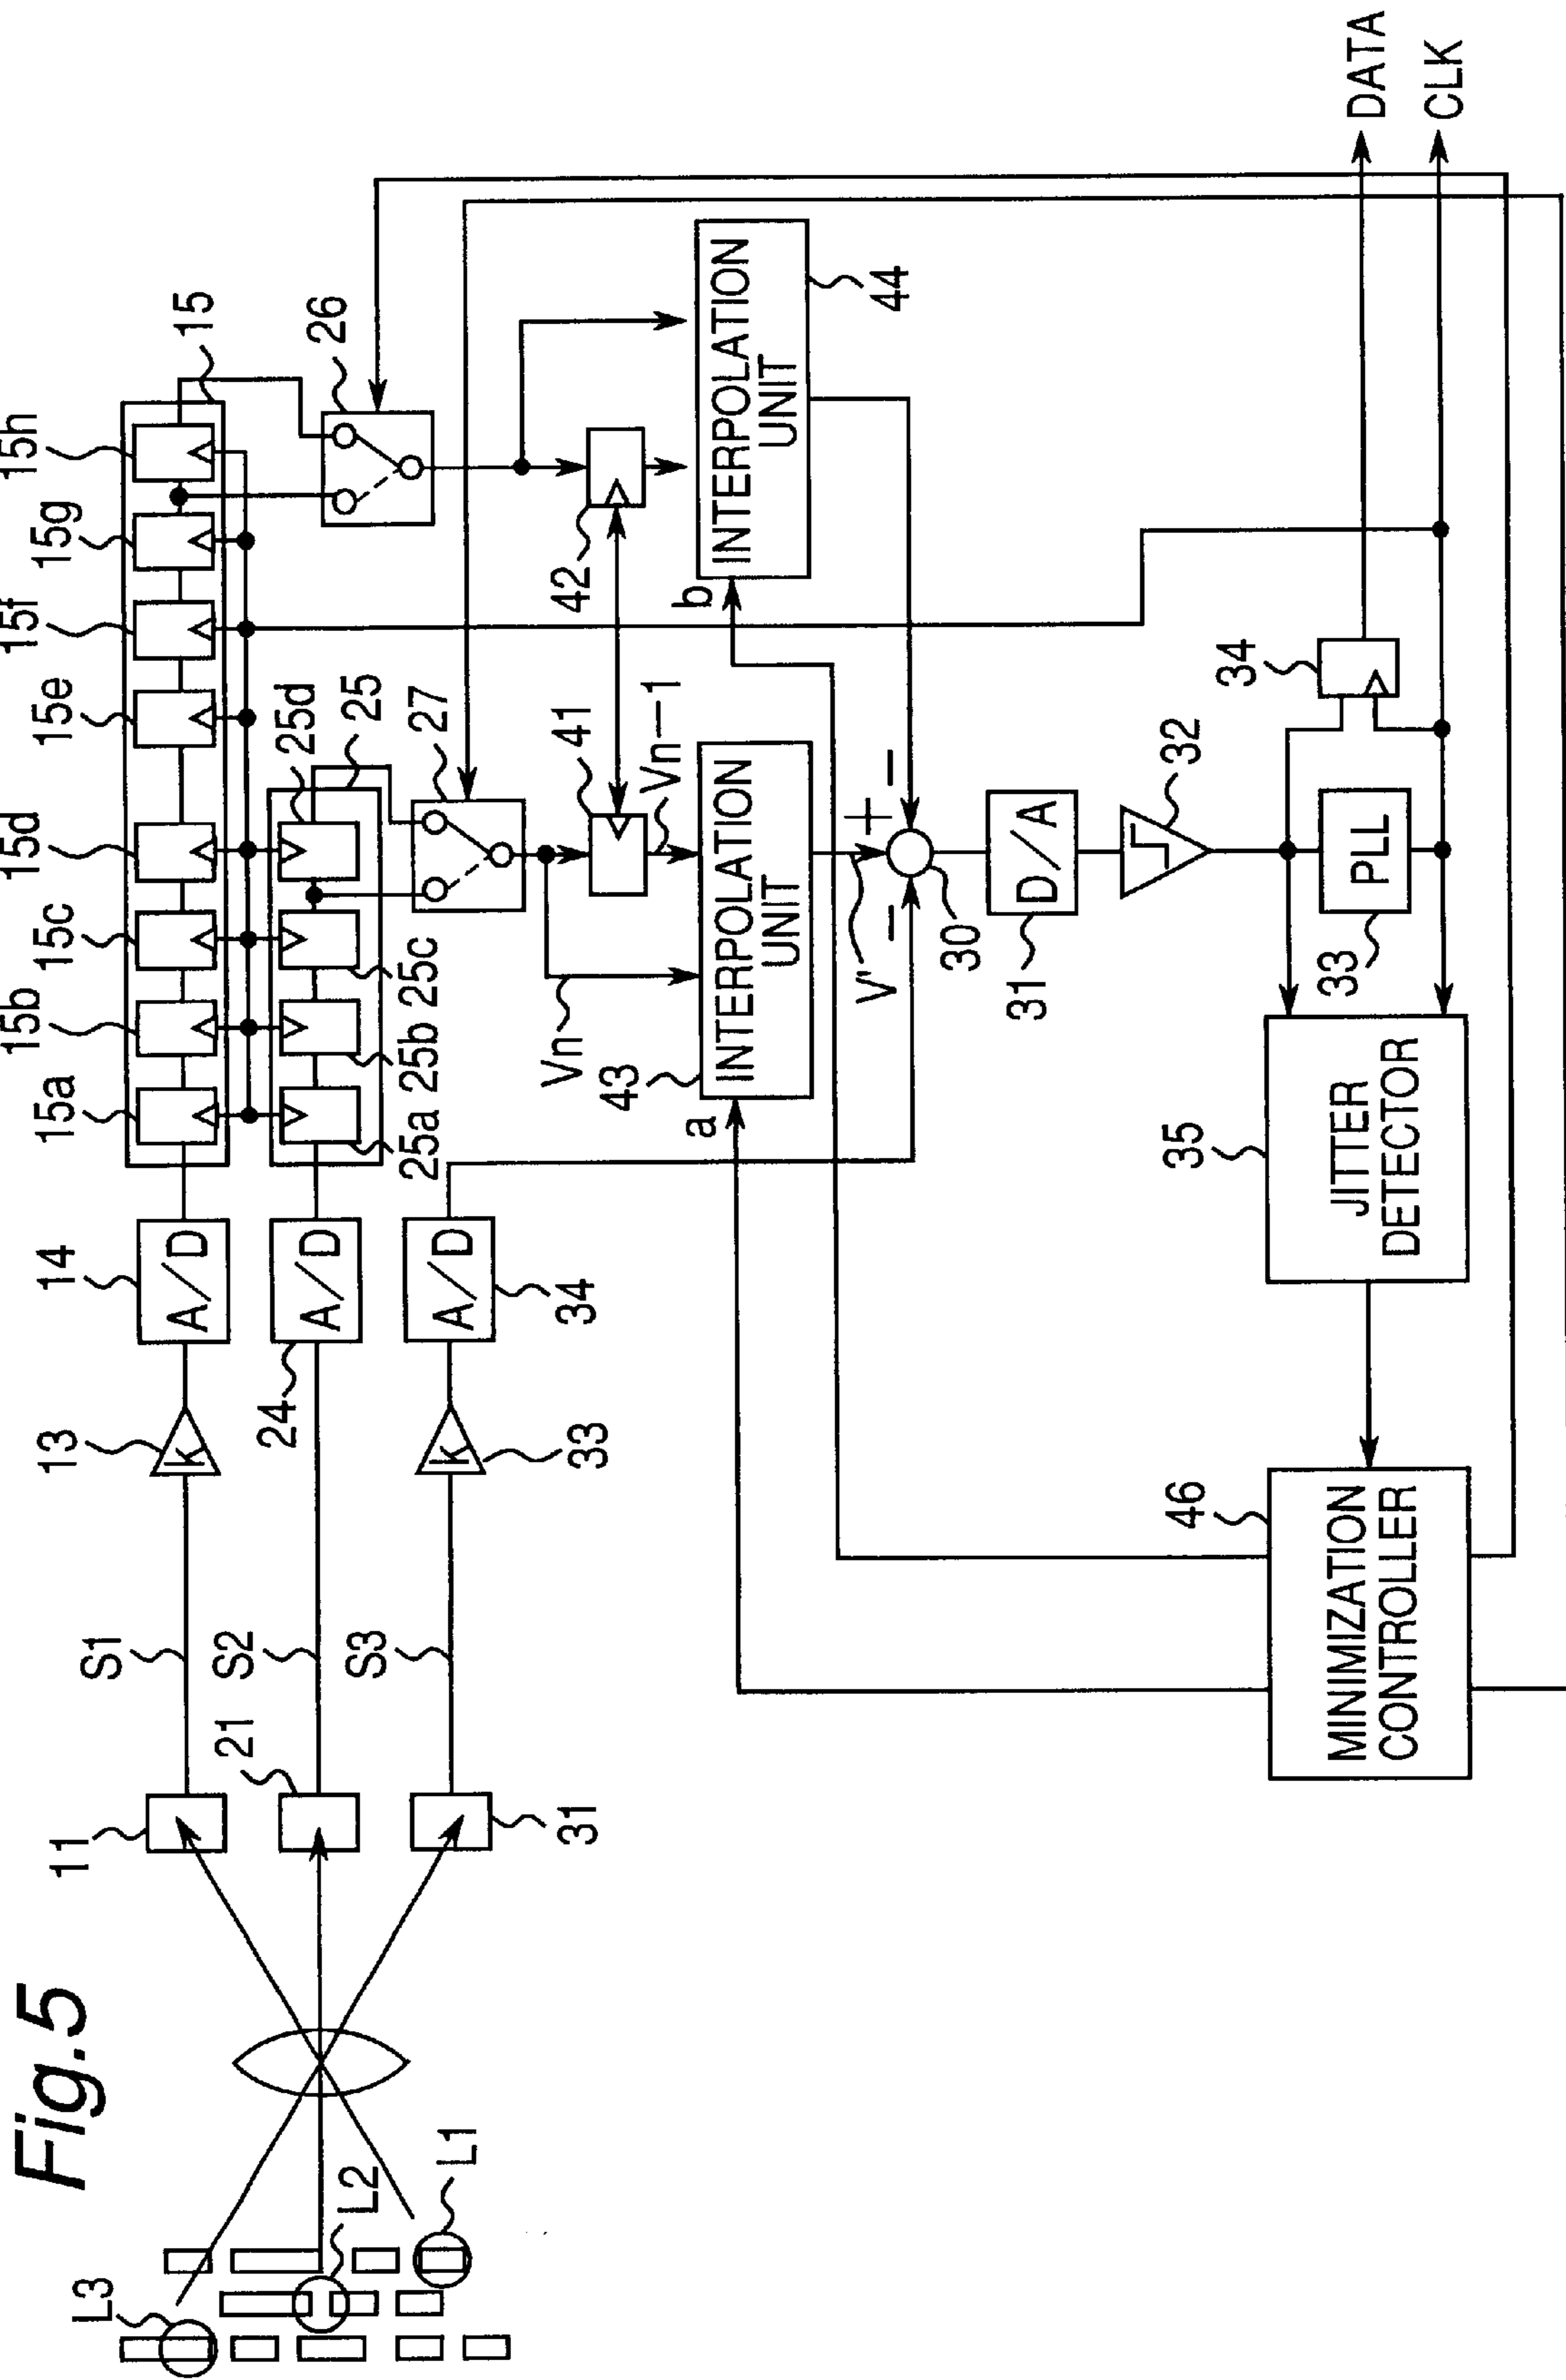 Fig.5
L3
L2
L1
11
21
31
S1
S2
S3
13
K
K
33
14
A/D
24
A/D
A/D
34
15a
15b
15c
15d
15e
15f
15g
15h
15
25a
25b
25c
25d
25
26
27
41
42
Vn
Vn-1
43
a
INTERPOLATION
UNIT
b
INTERPOLATION
UNIT
44
V'
+
−
−
30
31
D/A
32
PLL
33
34
DATA
CLK
35
JITTER
DETECTOR
46
MINIMIZATION
CONTROLLER